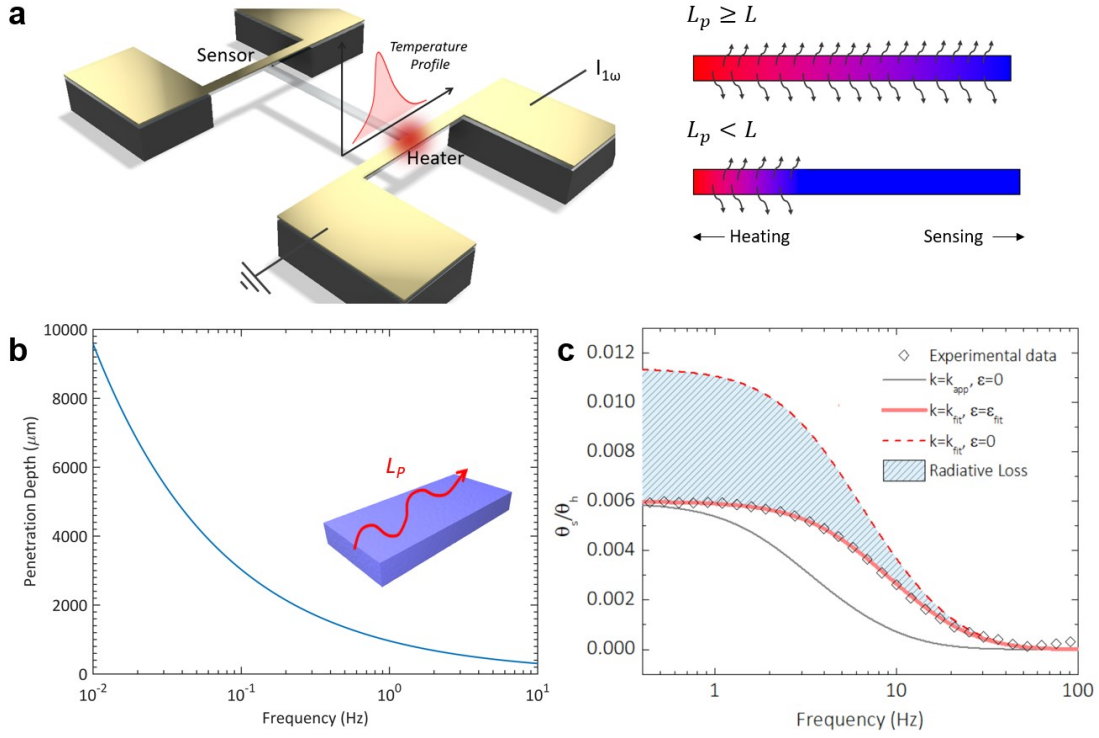 a
Sensor
Temperature
Profile
I1ω
Heater
Lp ≥ L
Lp < L
Heating
Sensing
b
10000
8000
6000
4000
2000
0
Penetration Depth (μm)
LP
10-2
10-1
100
101
Frequency (Hz)
c
0.012
0.010
0.008
0.006
0.004
0.002
0.000
θs/θh
Experimental data
k=kapp, ε=0
k=kfit, ε=εfit
k=kfit, ε=0
Radiative Loss
1
10
100
Frequency (Hz)